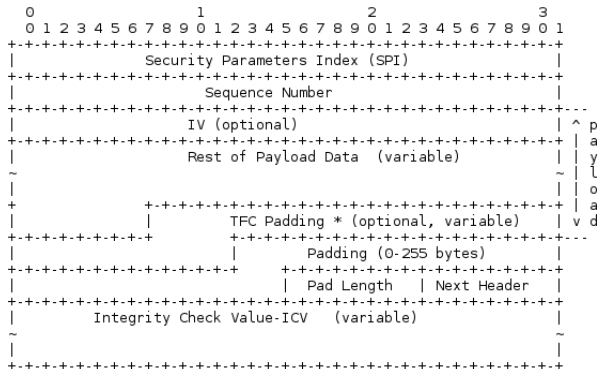 0                   1                   2                   3
0 1 2 3 4 5 6 7 8 9 0 1 2 3 4 5 6 7 8 9 0 1 2 3 4 5 6 7 8 9 0 1
Security Parameters Index (SPI)
Sequence Number
IV (optional)
Rest of Payload Data (variable)
payload
TFC Padding * (optional, variable)
Padding (0-255 bytes)
Pad Length | Next Header
Integrity Check Value-ICV (variable)